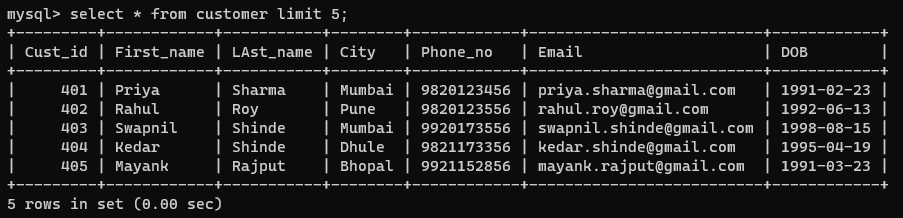 mysql> select * from customer limit 5;
+---------+------------+-----------+--------+------------+--------------------------+------------+
| Cust_id | First_name | LAst_name | City   | Phone_no   | Email                    | DOB        |
+---------+------------+-----------+--------+------------+--------------------------+------------+
|     401 | Priya      | Sharma    | Mumbai | 9820123456 | priya.sharma@gmail.com   | 1991-02-23 |
|     402 | Rahul      | Roy       | Pune   | 9820123556 | rahul.roy@gmail.com      | 1992-06-13 |
|     403 | Swapnil    | Shinde    | Mumbai | 9920173556 | swapnil.shinde@gmail.com | 1998-08-15 |
|     404 | Kedar      | Shinde    | Dhule  | 9821173356 | kedar.shinde@gmail.com   | 1995-04-19 |
|     405 | Mayank     | Rajput    | Bhopal | 9921152856 | mayank.rajput@gmail.com  | 1991-03-23 |
+---------+------------+-----------+--------+------------+--------------------------+------------+
5 rows in set (0.00 sec)